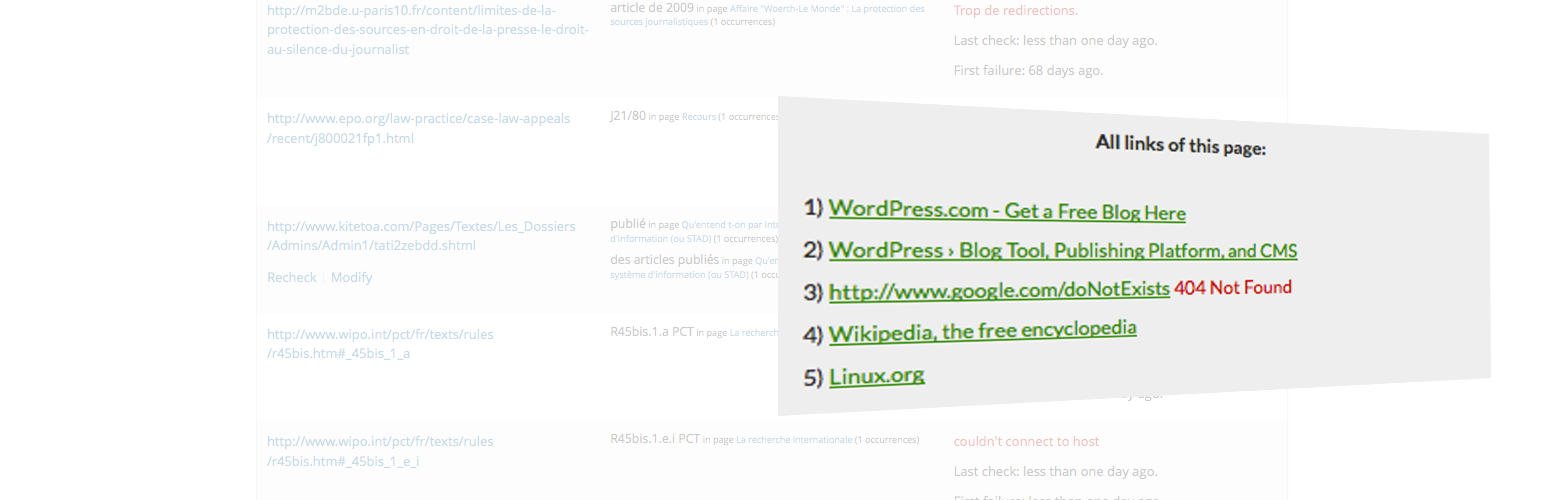 http://m2bde.u-paris10.fr/content/limites-de-la-
protection-des-sources-en-droit-de-la-presse-le-droit-
au-silence-du-journalist
article de 2009 in page Affaire "Woerth-Le Monde" : La protection des
sources journalistiques (1 occurrences)
Trop de redirections.
Last check: less than one day ago.
First failure: 68 days ago.
http://www.epo.org/law-practice/case-law-appeals
/recent/j800021fp1.html
J21/80 in page Recours (1 occurrences
http://www.kitetoa.com/Pages/Textes/Les_Dossiers
/Admins/Admin1/tati2zebdd.shtml
Recheck | Modify
publié in page Qu'entend t-on par
d'information (ou STAD) (1 occurrences)
des articles publiés in page
système d'information (ou STAD) (1
http://www.wipo.int/pct/fr/texts/rules
/r45bis.htm#_45bis_1_a
R45bis.1.a PCT in page La recherch
All links of this page:
1) WordPress.com - Get a Free Blog Here
2) WordPress › Blog Tool, Publishing Platform, and CMS
3) http://www.google.com/doNotExists 404 Not Found
4) Wikipedia, the free encyclopedia
5) Linux.org
ago.
http://www.wipo.int/pct/fr/texts/rules
/r45bis.htm#_45bis_1_e_i
R45bis.1.e.i PCT in page La recherche internationale (1 occurrences)
couldn't connect to host
Last check: less than one day ago.
First failure: less than one day ago.